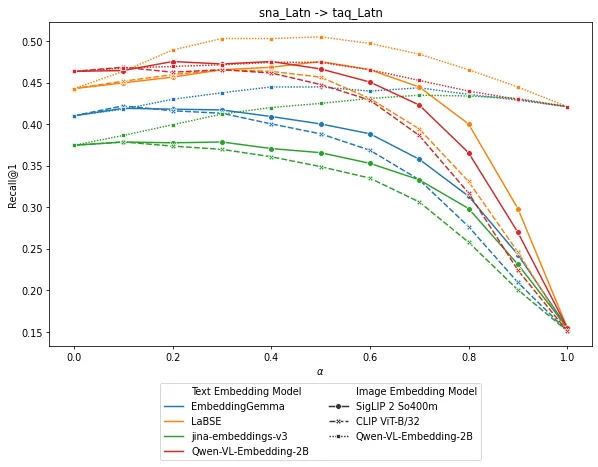 sna_Latn -> taq_Latn
Recall@1
0.50
0.45
0.40
0.35
0.30
0.25
0.20
0.15
0.0
0.2
0.4
0.6
0.8
1.0
α
Text Embedding Model
EmbeddingGemma
LaBSE
jina-embeddings-v3
Qwen-VL-Embedding-2B
Image Embedding Model
SigLIP 2 So400m
CLIP ViT-B/32
Qwen-VL-Embedding-2B